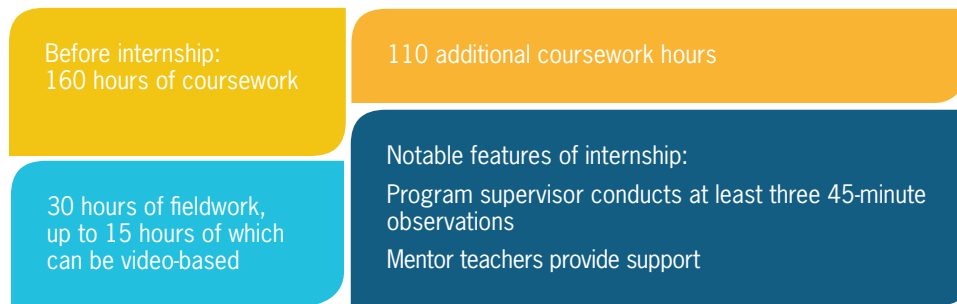 Before internship:
160 hours of coursework
110 additional coursework hours
30 hours of fieldwork,
up to 15 hours of which
can be video-based
Notable features of internship:
Program supervisor conducts at least three 45-minute
observations
Mentor teachers provide support